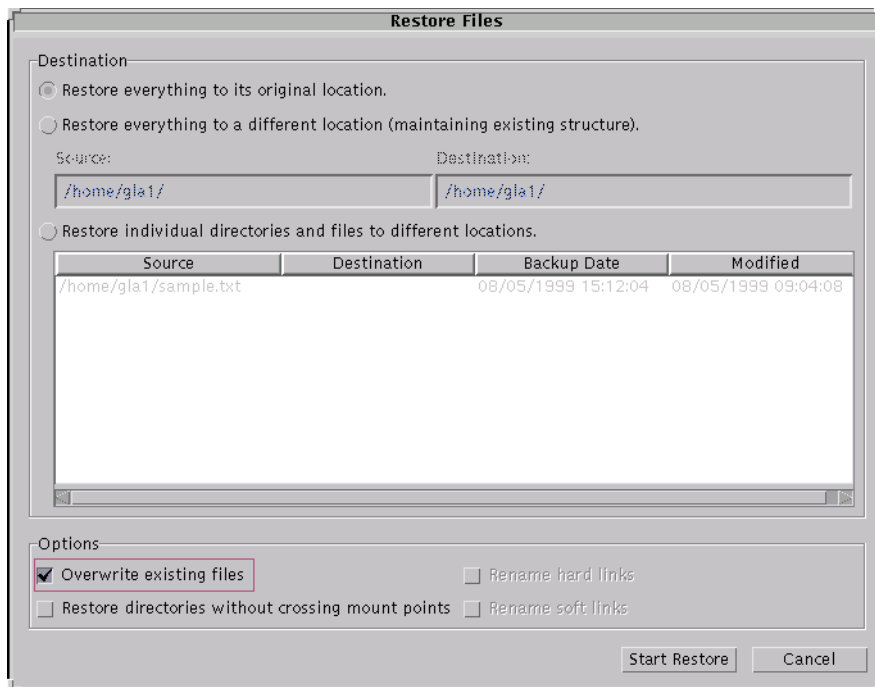 Restore Files
Destination
Restore everything to its original location.
Restore everything to a different location (maintaining existing structure).
Source: Destination:
/home/gla1/ /home/gla1/
Restore individual directories and files to different locations.
Source Destination Backup Date Modified
/home/gla1/sample.txt 08/05/1999 15:12:04 08/05/1999 09:04:08
Options
Overwrite existing files Rename hard links
Restore directories without crossing mount points Rename soft links
Start Restore Cancel